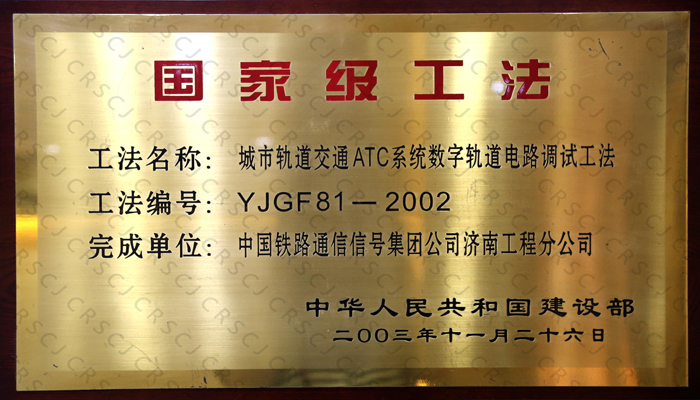 国家级工法
工法名称：城市轨道交通ATC系统数字轨道电路调试工法
工法编号：YJGF81—2002
完成单位：中国铁路通信信号集团公司济南工程分公司
中华人民共和国建设部
二OO三年十一月二十六日
CRSCJ